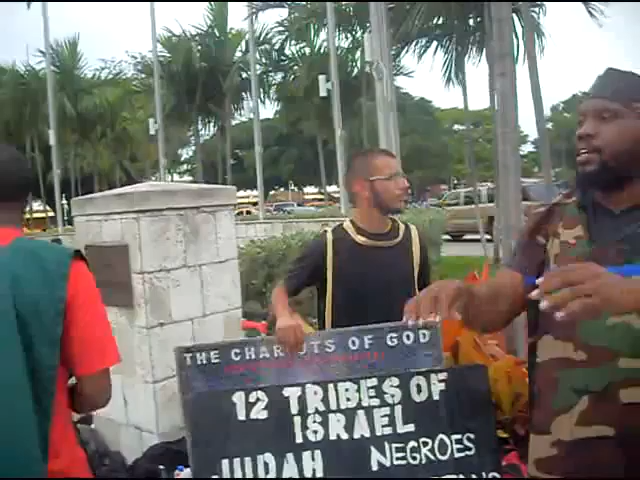 THE CHARIOTS OF GOD
12 TRIBES OF
ISRAEL
JUDAH NEGROES